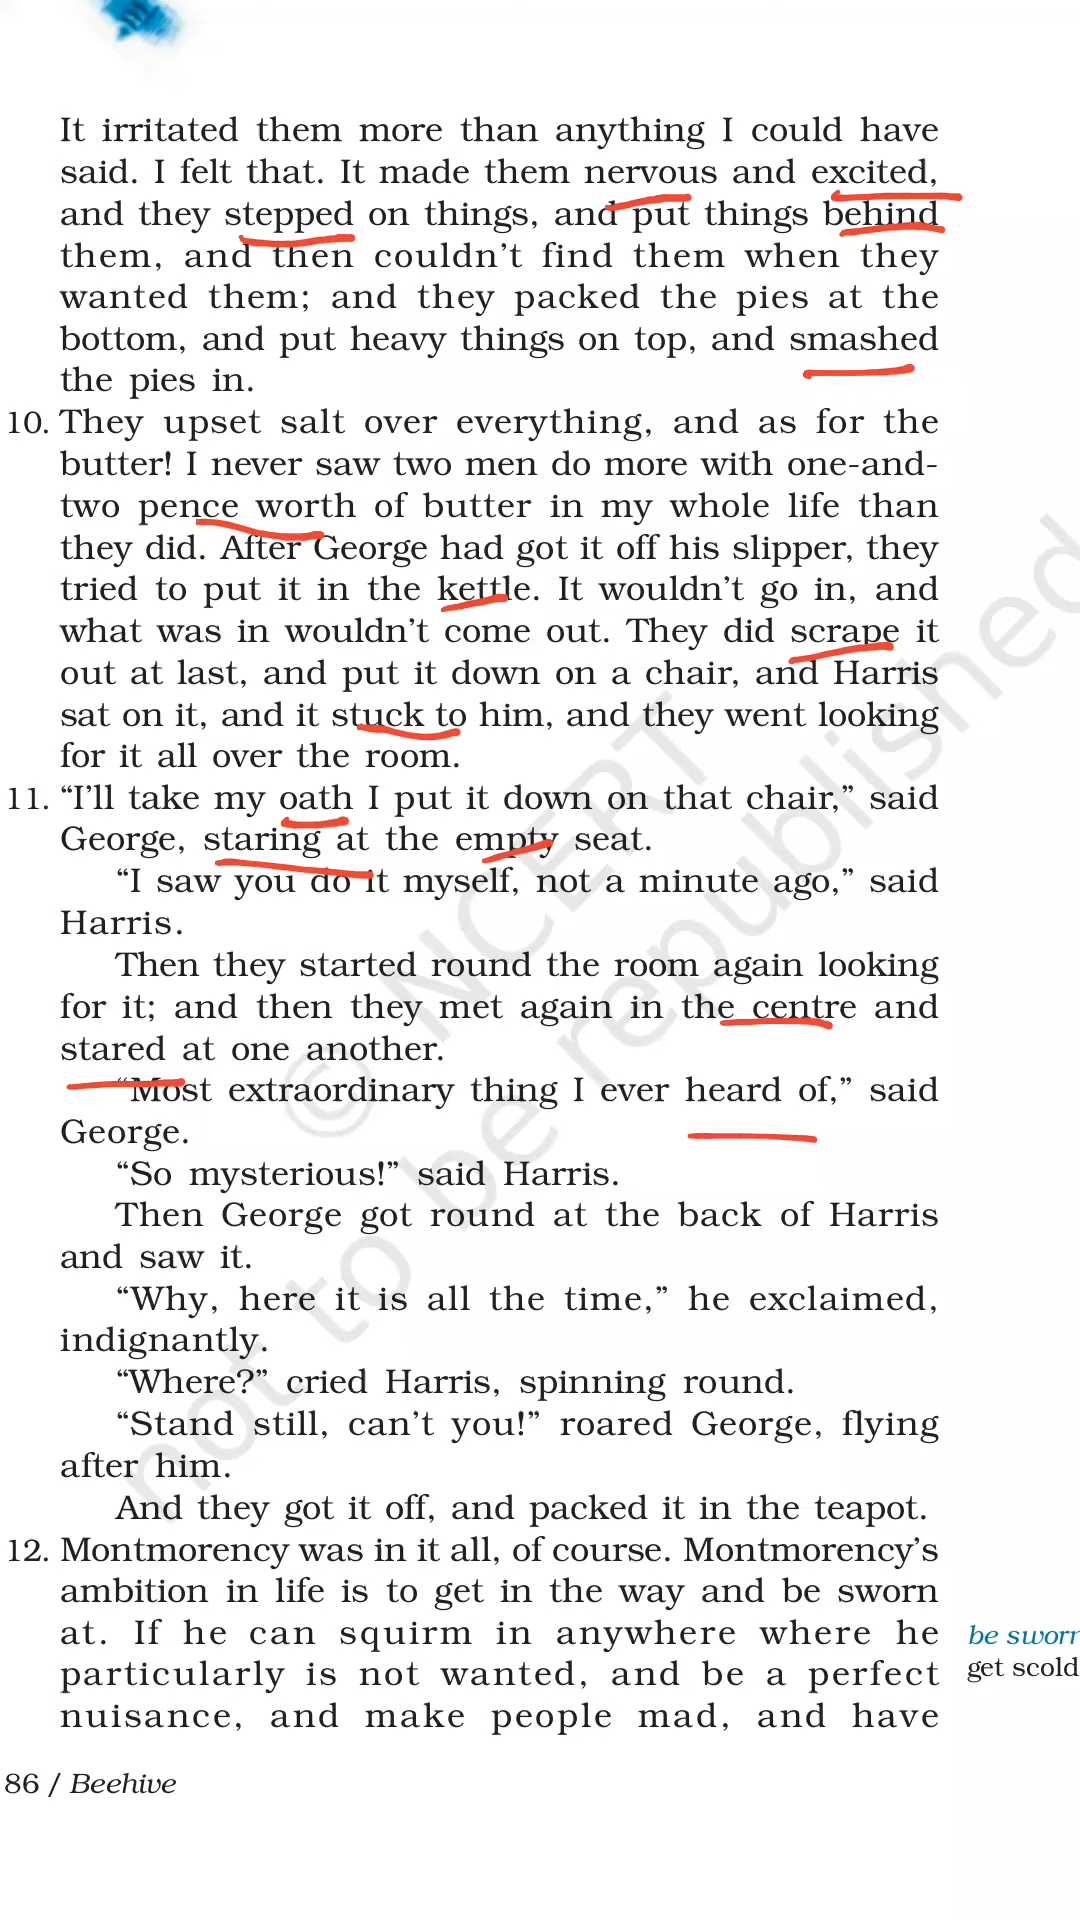 It irritated them more than anything I could have
said. I felt that. It made them nervous and excited,
and they stepped on things, and put things behind
them, and then couldn’t find them when they
wanted them; and they packed the pies at the
bottom, and put heavy things on top, and smashed
the pies in.
10. They upset salt over everything, and as for the
butter! I never saw two men do more with one-and-
two pence worth of butter in my whole life than
they did. After George had got it off his slipper, they
tried to put it in the kettle. It wouldn’t go in, and
what was in wouldn’t come out. They did scrape it
out at last, and put it down on a chair, and Harris
sat on it, and it stuck to him, and they went looking
for it all over the room.
11. “I’ll take my oath I put it down on that chair,” said
George, staring at the empty seat.
“I saw you do it myself, not a minute ago,” said
Harris.
Then they started round the room again looking
for it; and then they met again in the centre and
stared at one another.
“Most extraordinary thing I ever heard of,” said
George.
“So mysterious!” said Harris.
Then George got round at the back of Harris
and saw it.
“Why, here it is all the time,” he exclaimed,
indignantly.
“Where?” cried Harris, spinning round.
“Stand still, can’t you!” roared George, flying
after him.
And they got it off, and packed it in the teapot.
12. Montmorency was in it all, of course. Montmorency’s
ambition in life is to get in the way and be sworn
at. If he can squirm in anywhere where he
particularly is not wanted, and be a perfect
nuisance, and make people mad, and have
be sworn
get scold
86 / Beehive
© NCERT
not to be republished